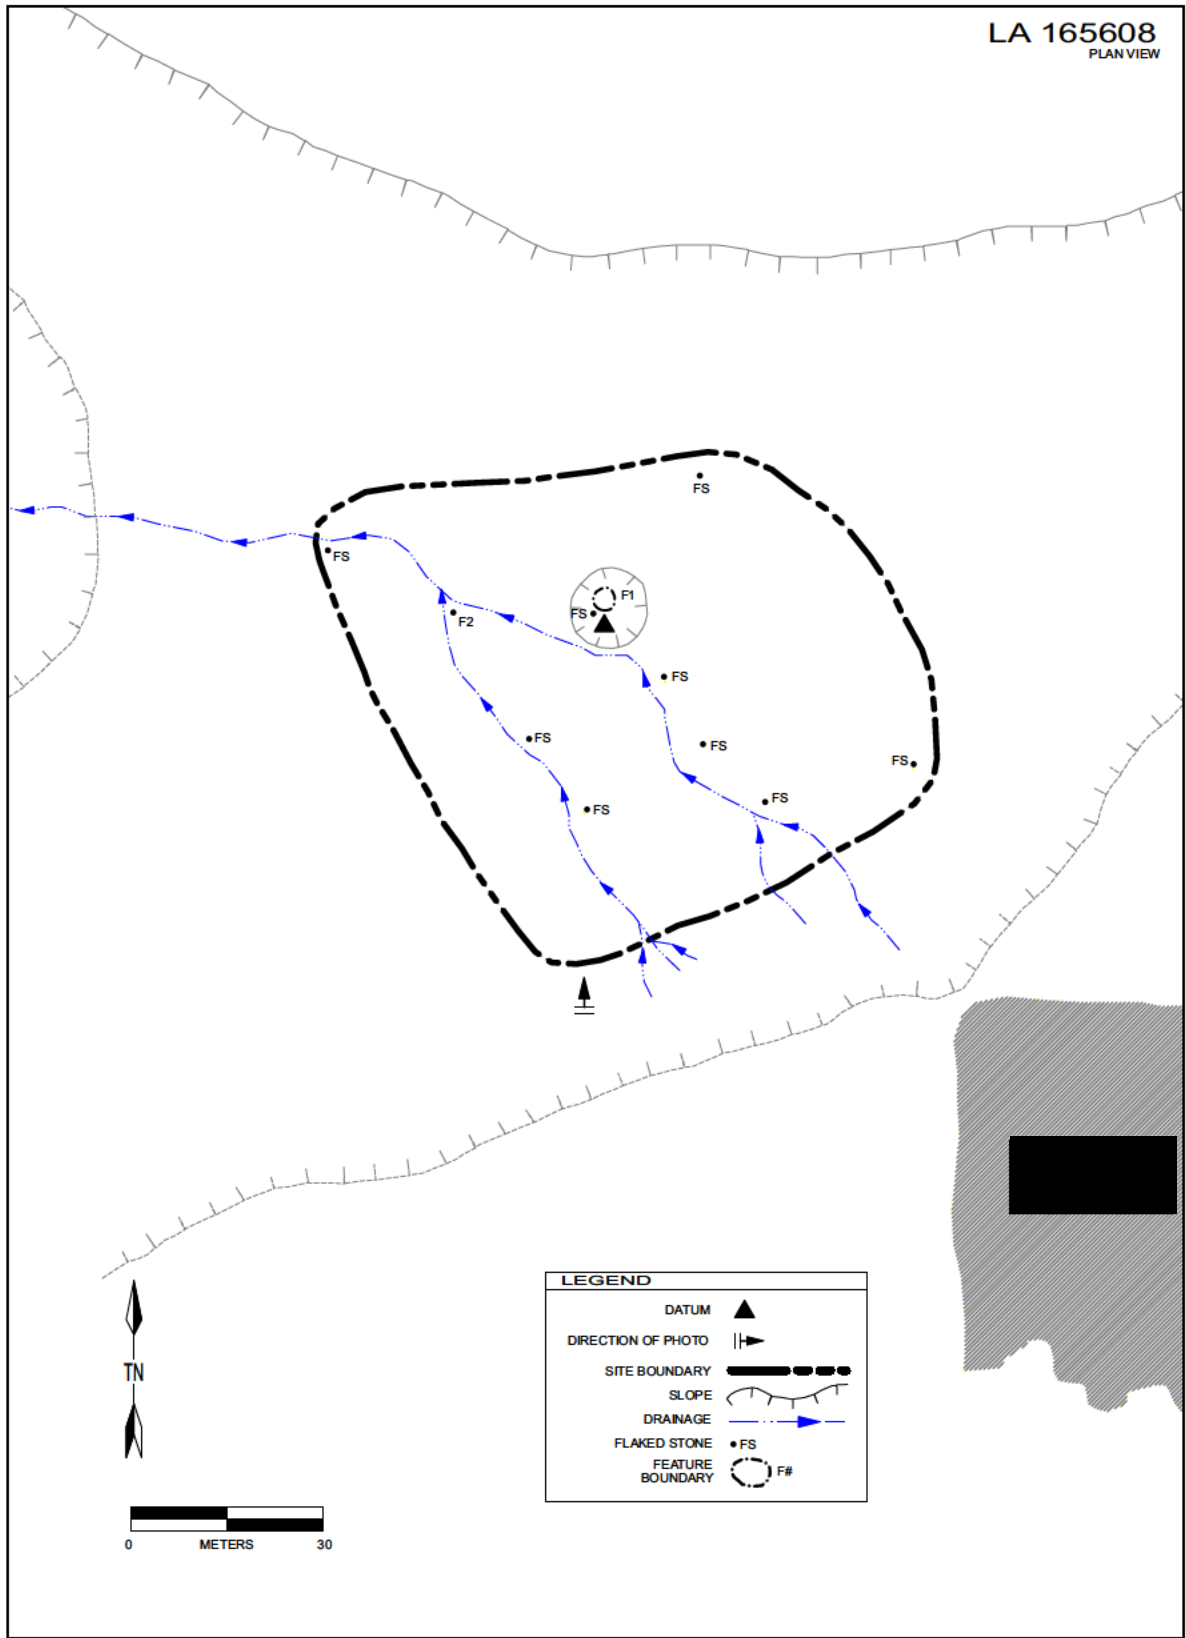 LA 165608
PLAN VIEW
FS
FS
F1
FS
F2
FS
FS
FS
FS
FS
FS
LEGEND
DATUM
DIRECTION OF PHOTO
SITE BOUNDARY
SLOPE
DRAINAGE
FLAKED STONE FS
FEATURE
BOUNDARY F#
TN
0 METERS 30